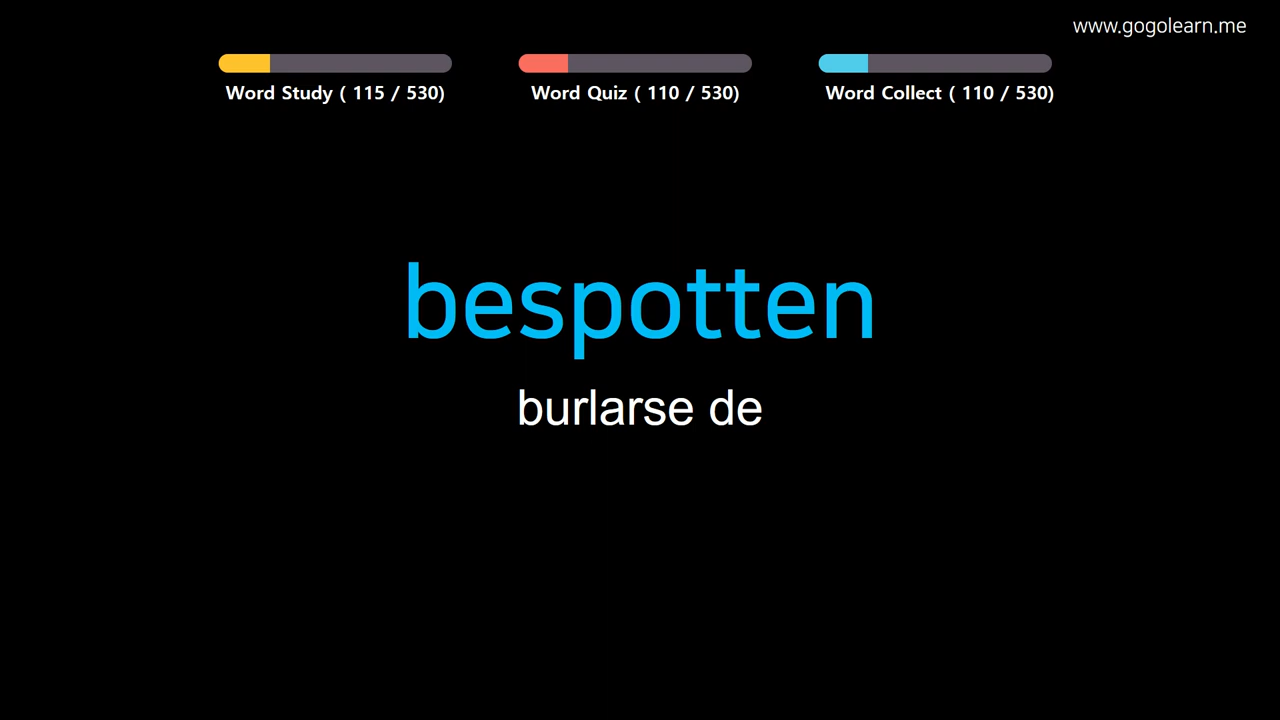 www.gogolearn.me
Word Study ( 115 / 530)
Word Quiz ( 110 / 530)
Word Collect ( 110 / 530)
bespotten
burlarse de